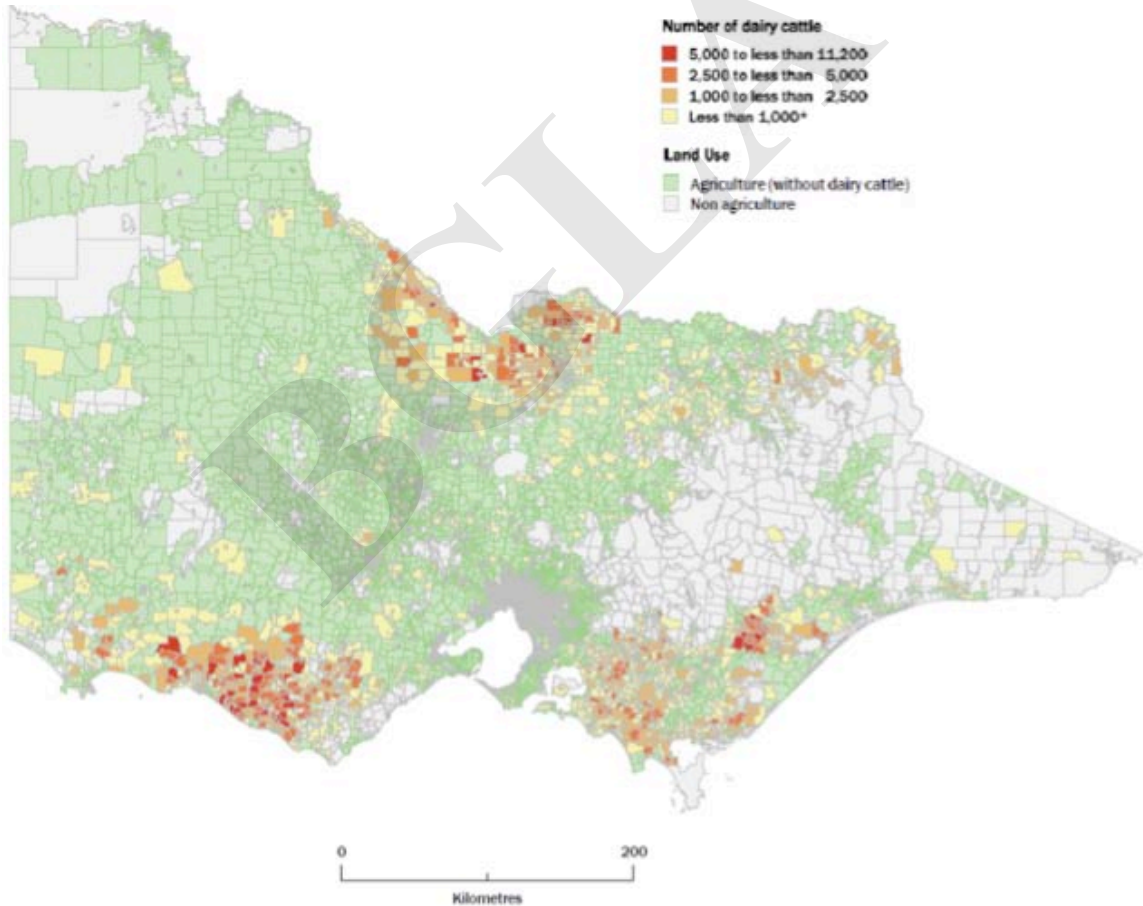 Number of dairy cattle
5,000 to less than 11,200
2,500 to less than 5,000
1,000 to less than 2,500
Less than 1,000*
Land Use
Agriculture (without dairy cattle)
Non agriculture
BCLA
0 200
Kilometres